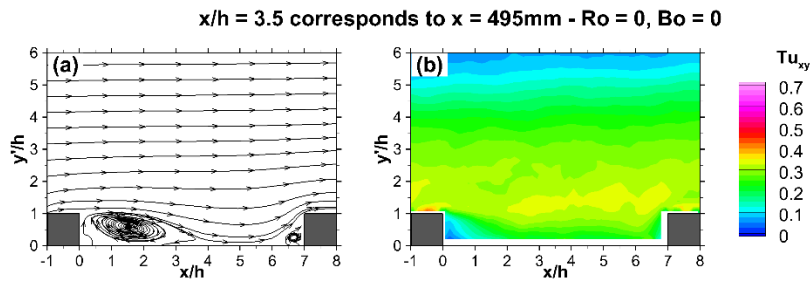 x/h = 3.5 corresponds to x = 495mm - Ro = 0, Bo = 0
(a)
y'/h
6
5
4
3
2
1
0
-1 0 1 2 3 4 5 6 7 8
x/h
(b)
y'/h
6
5
4
3
2
1
0
-1 0 1 2 3 4 5 6 7 8
x/h
Tuxy
0.7
0.6
0.5
0.4
0.3
0.2
0.1
0